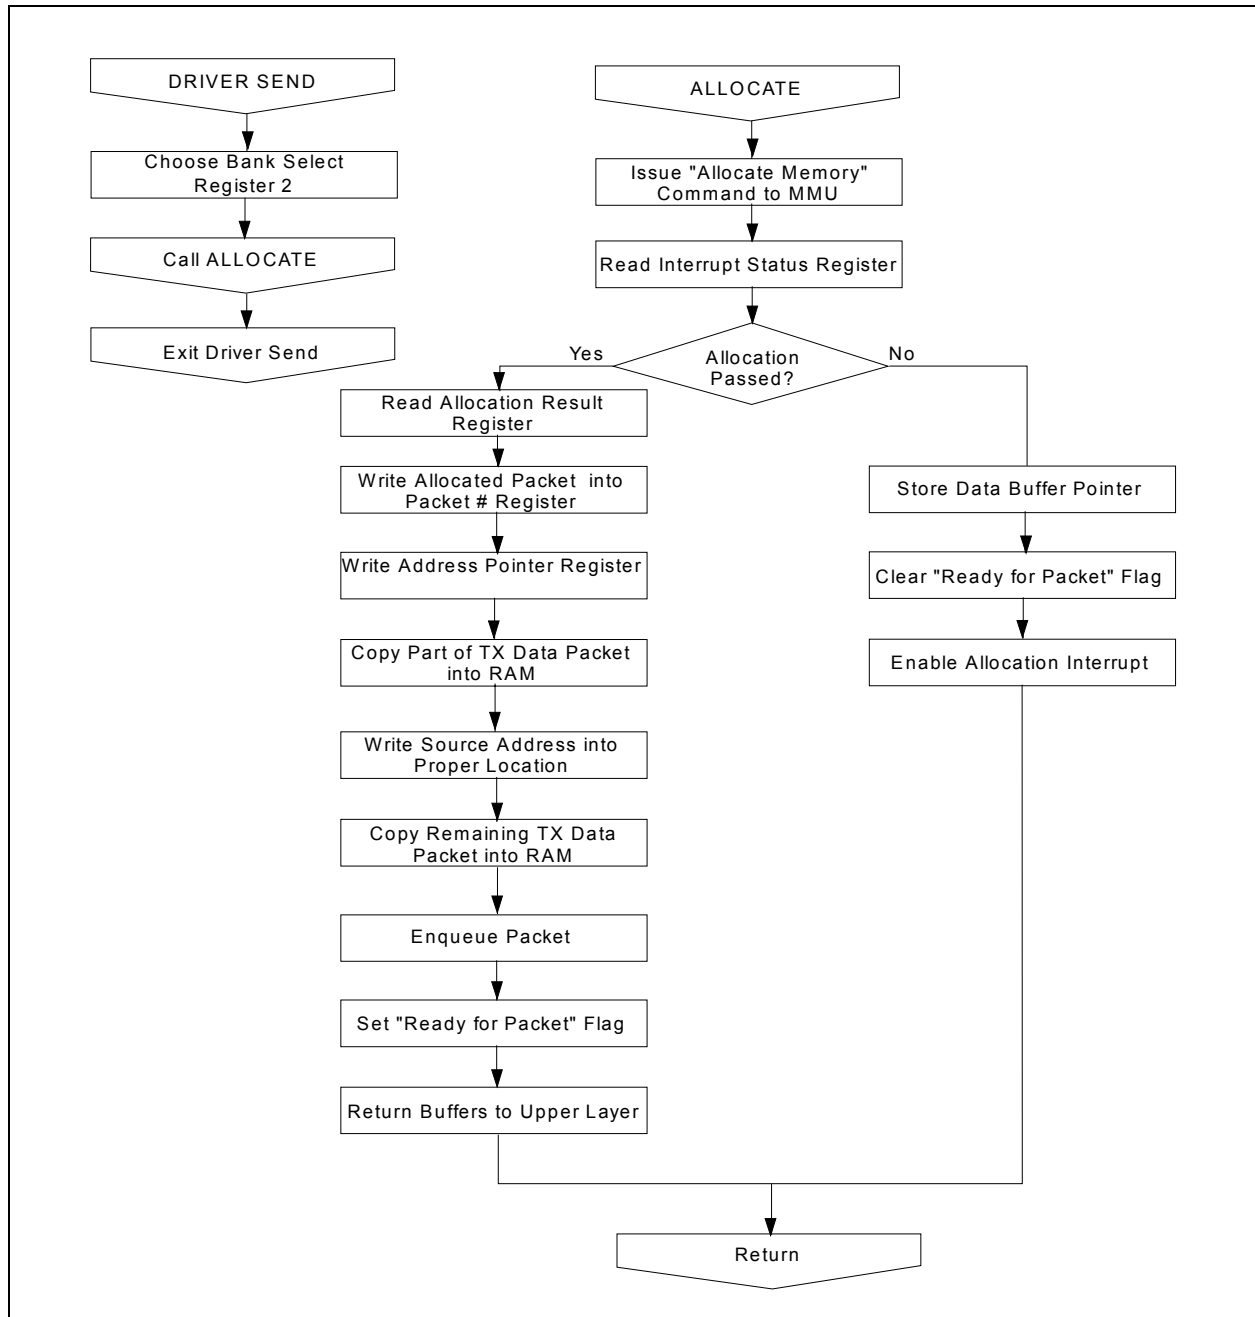 DRIVER SEND
Choose Bank Select
Register 2
Call ALLOCATE
Exit Driver Send
ALLOCATE
Issue "Allocate Memory"
Command to MMU
Read Interrupt Status Register
Allocation
Passed?
Yes
No
Read Allocation Result
Register
Write Allocated Packet into
Packet # Register
Write Address Pointer Register
Copy Part of TX Data Packet
into RAM
Write Source Address into
Proper Location
Copy Remaining TX Data
Packet into RAM
Enqueue Packet
Set "Ready for Packet" Flag
Return Buffers to Upper Layer
Store Data Buffer Pointer
Clear "Ready for Packet" Flag
Enable Allocation Interrupt
Return